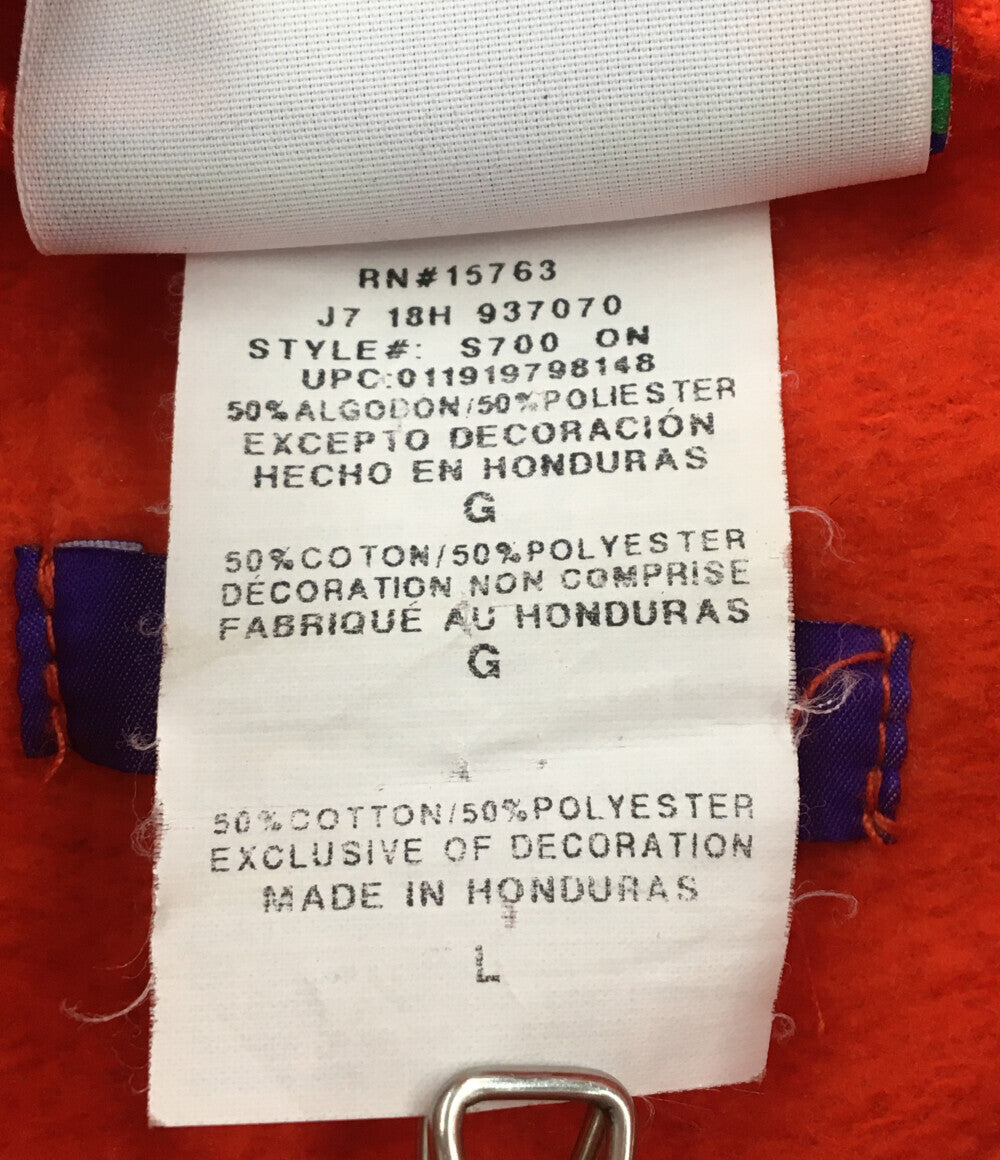 RN#15763
J7 18H 937070
STYLE#: S700 ON
UPC:011919798148
50%ALGODON/50%POLIESTER
EXCEPTO DECORACIÓN
HECHO EN HONDURAS
G
50%COTON/50%POLYESTER
DÉCORATION NON COMPRISE
FABRIQUÉ AU HONDURAS
G
50%COTTON/50%POLYESTER
EXCLUSIVE OF DECORATION
MADE IN HONDURAS
L